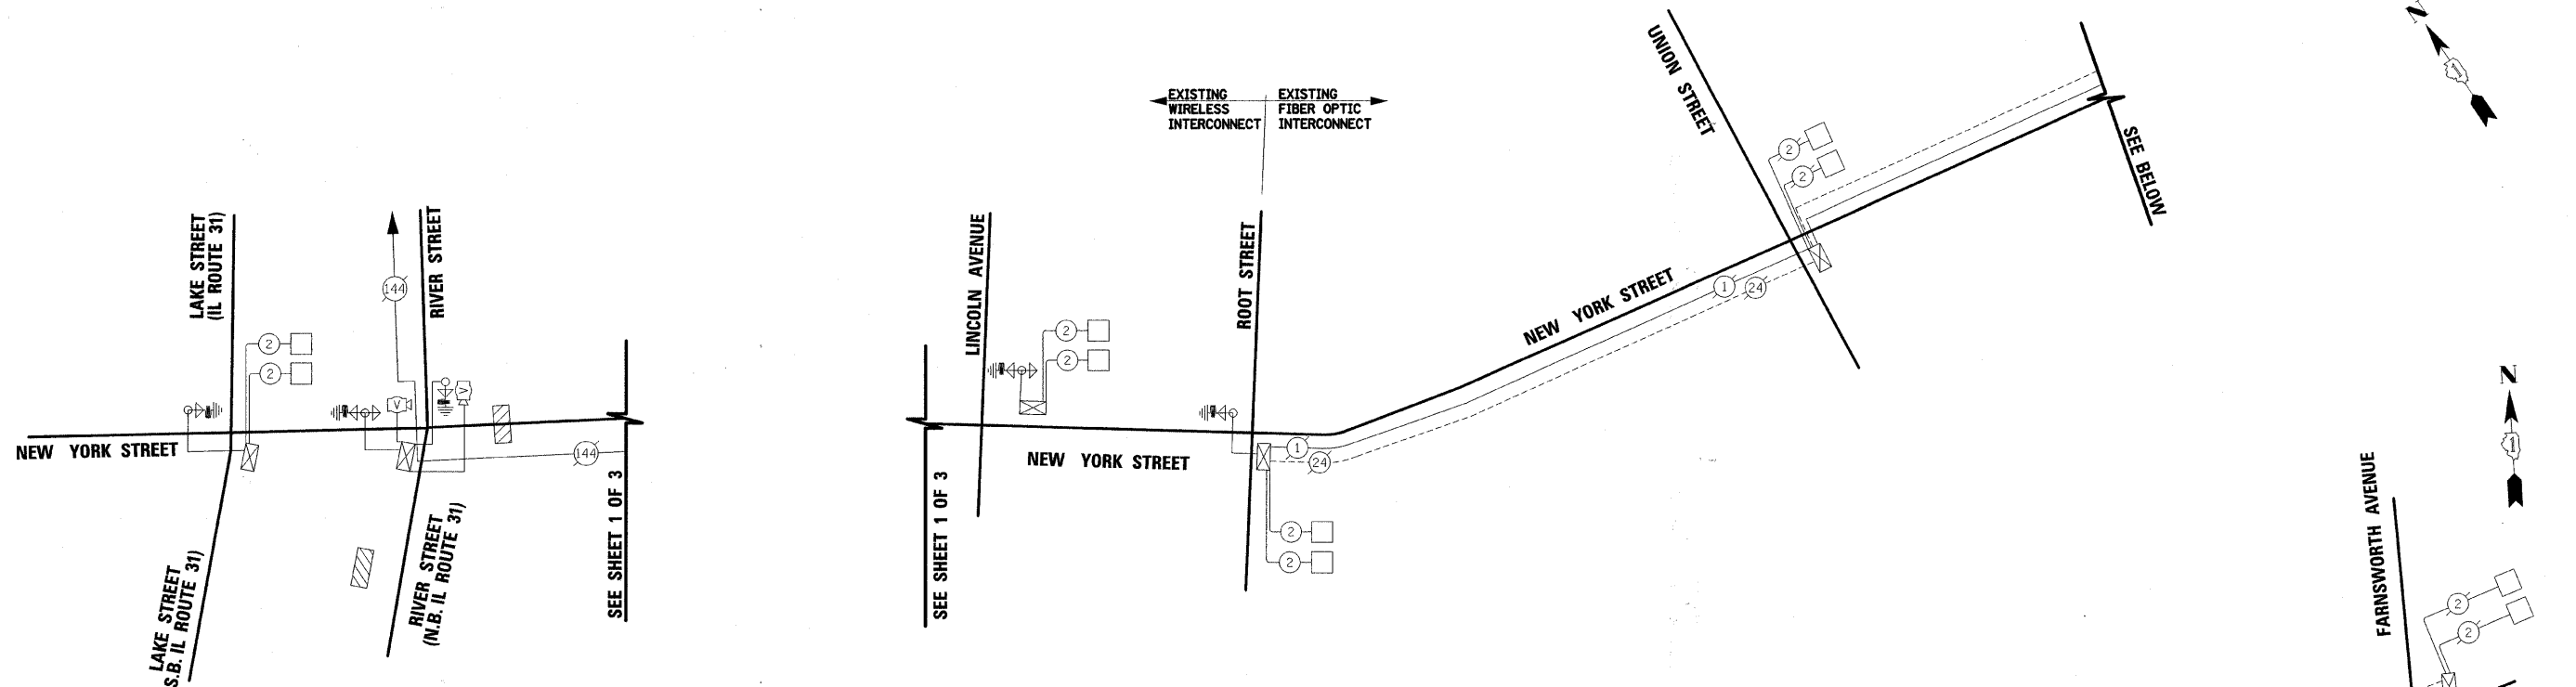 LAKE STREET
(IL ROUTE 31)
144
RIVER STREET
2
2
V
V
NEW YORK STREET
144
LAKE STREET
S.B. IL ROUTE 31)
RIVER STREET
(N.B. IL ROUTE 31)
SEE SHEET 1 OF 3
EXISTING
WIRELESS
INTERCONNECT
EXISTING
FIBER OPTIC
INTERCONNECT
LINCOLN AVENUE
2
2
ROOT STREET
SEE SHEET 1 OF 3
NEW YORK STREET
1
24
2
2
NEW YORK STREET
1
24
UNION STREET
2
2
SEE BELOW
N
1
N
1
FARNSWORTH AVENUE
2
2